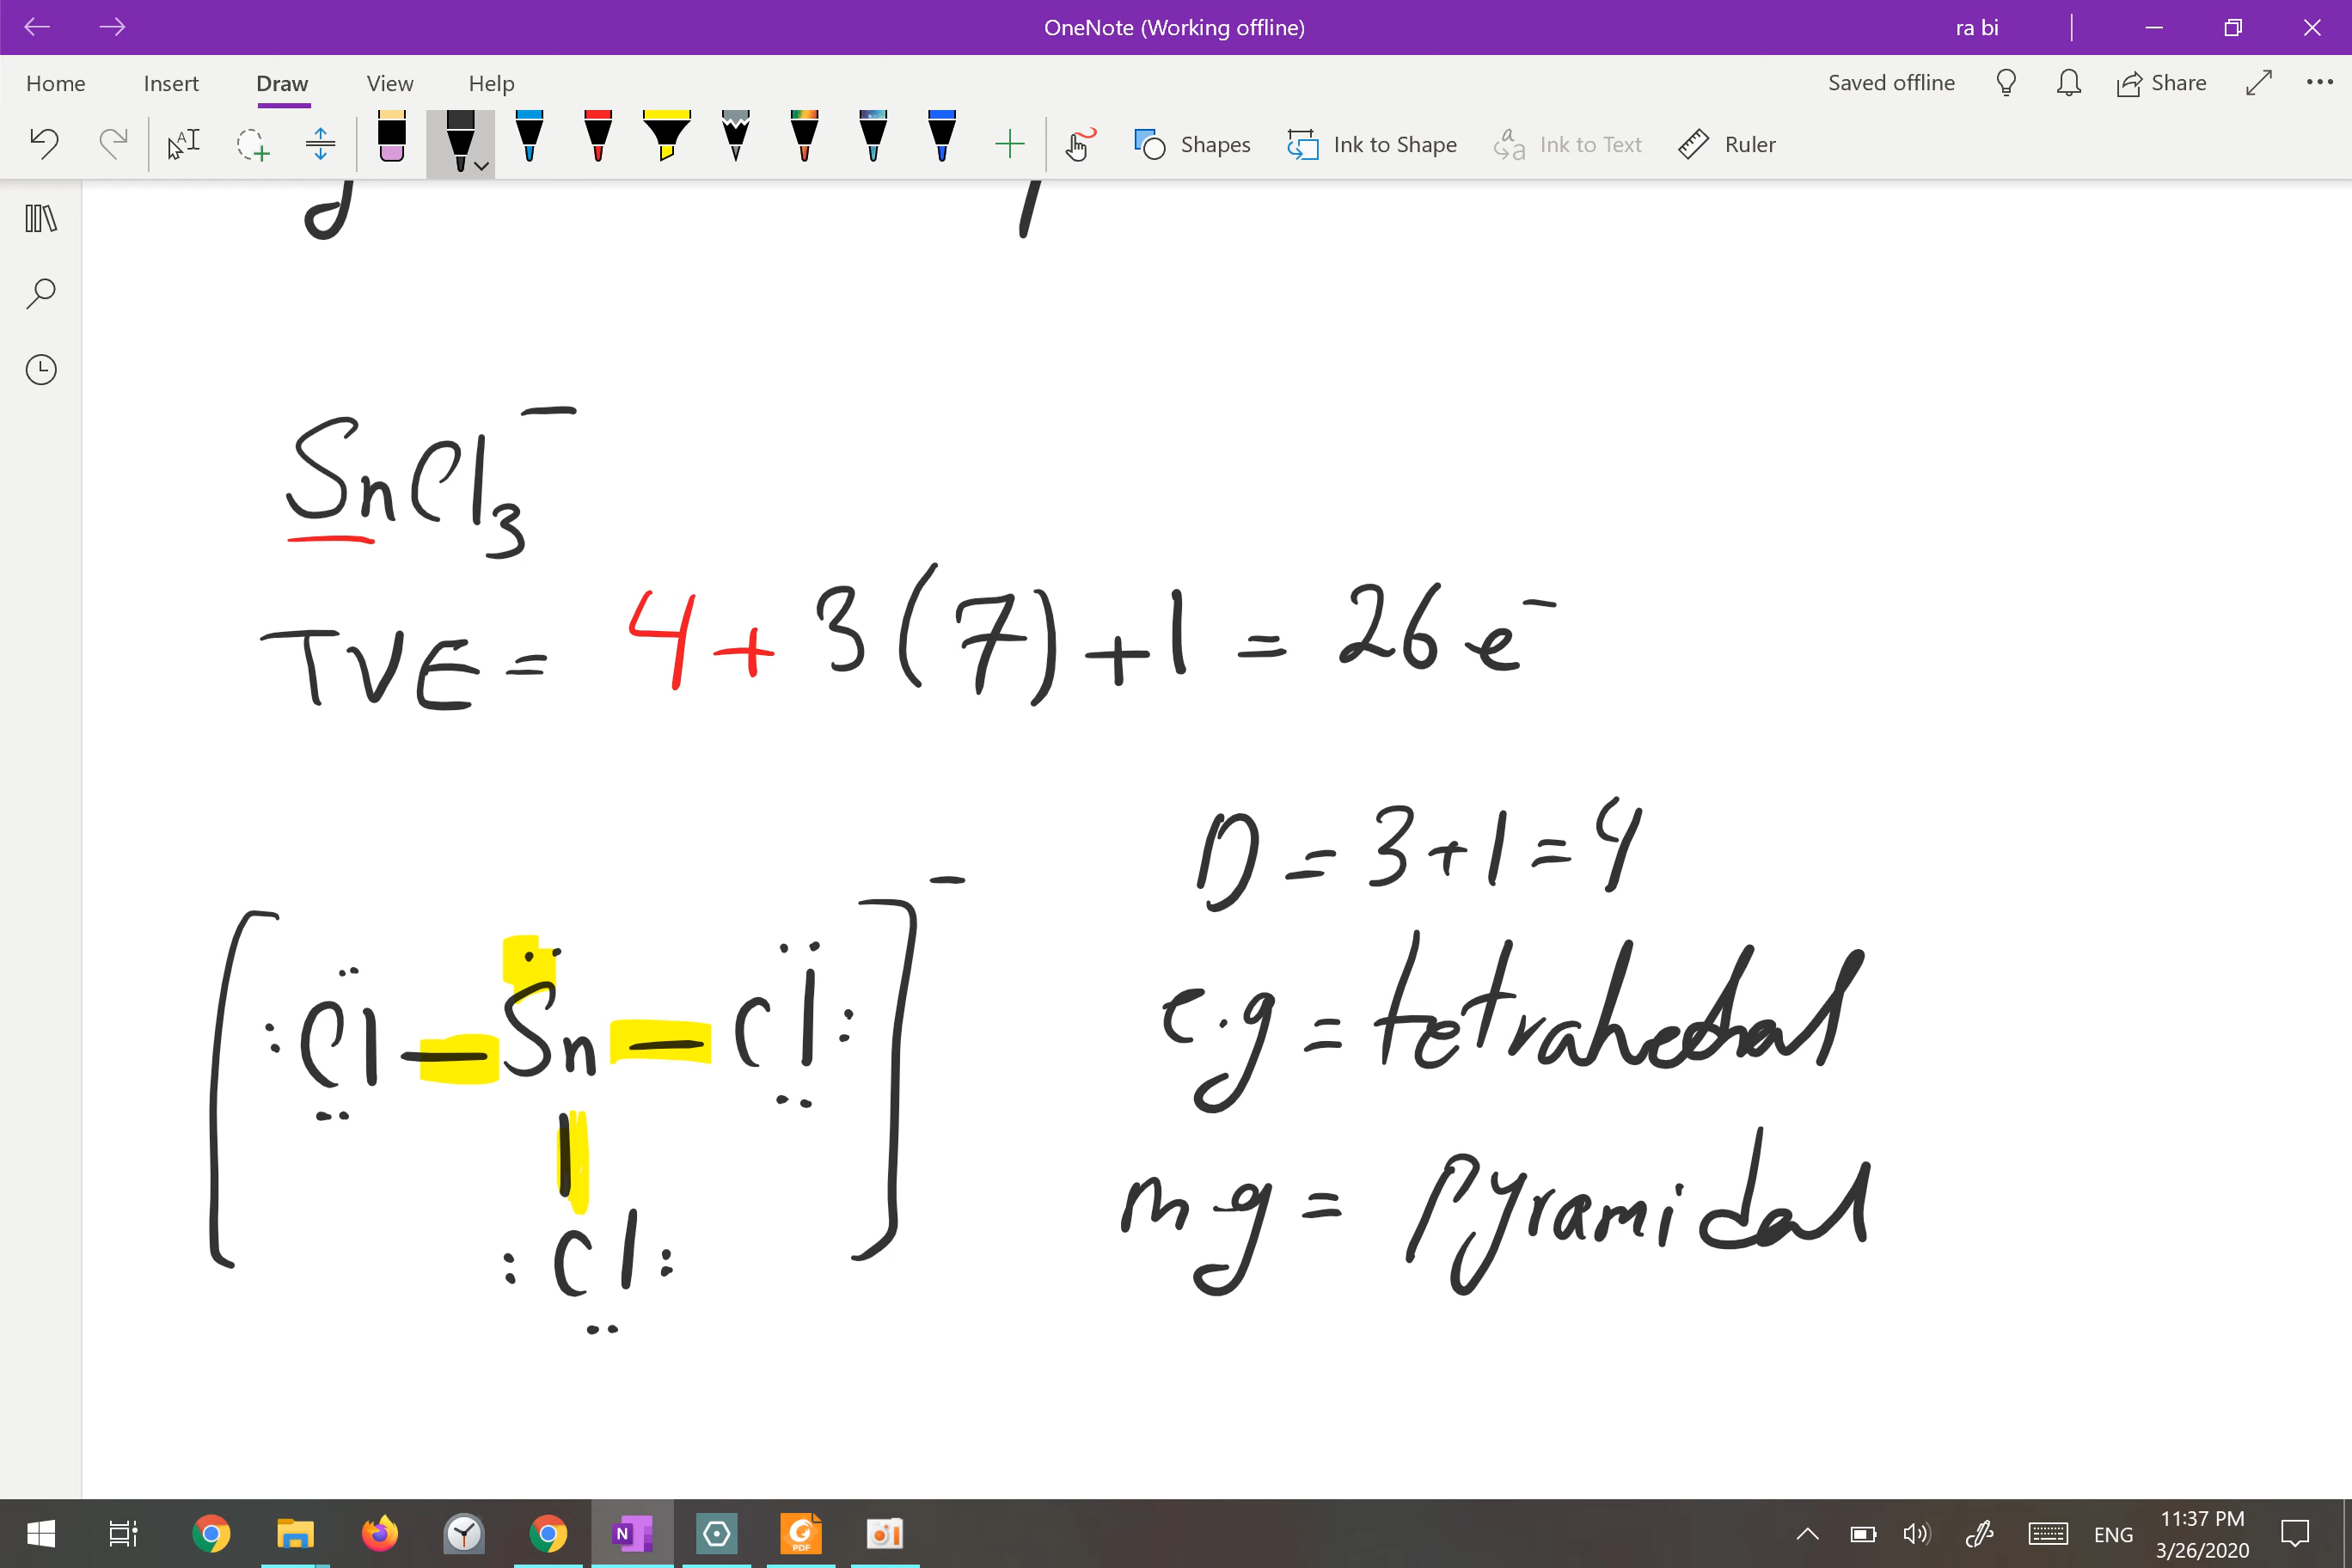 OneNote (Working offline)
ra bi
Home Insert Draw View Help
Saved offline Share
Shapes Ink to Shape Ink to Text Ruler
SnCl₃⁻
TVE = 4 + 3(7) + 1 = 26 e⁻
D = 3 + 1 = 4
[:Cl — Sn — Cl:]⁻
e.g = tetrahedral
:Cl:
m.g = pyramidal
ENG
11:37 PM
3/26/2020